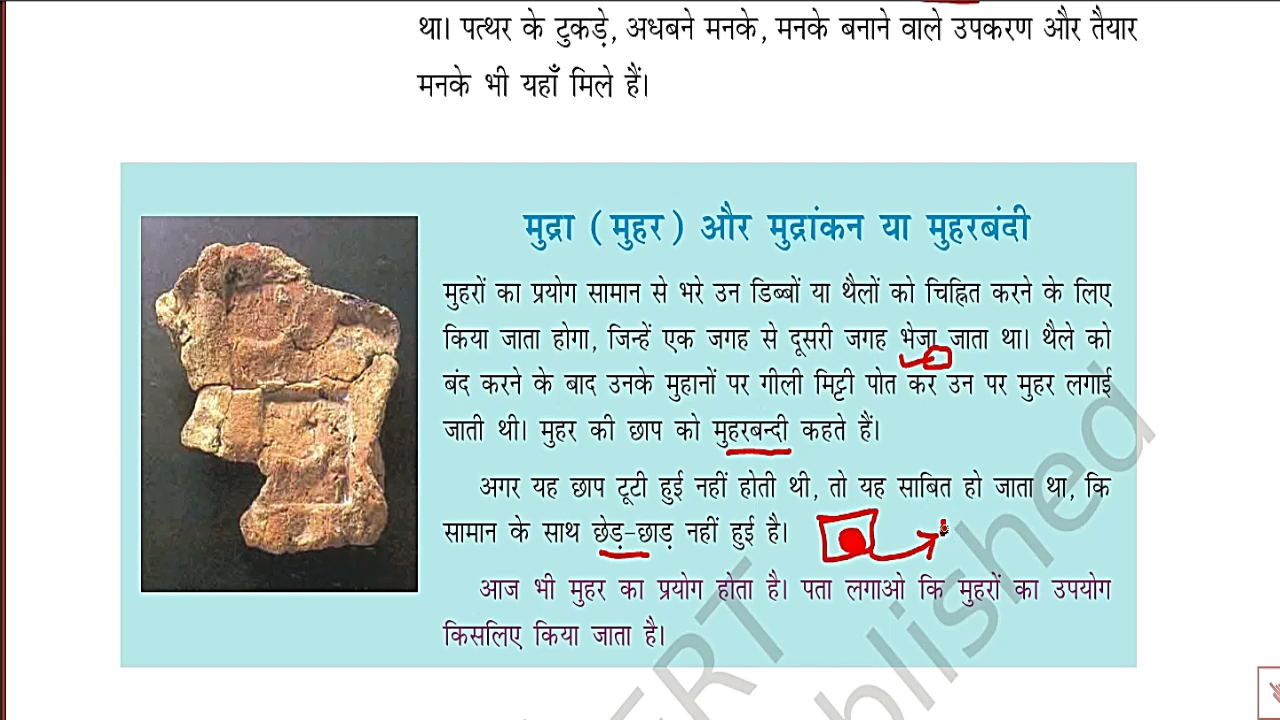 था। पत्थर के टुकड़े, अधबने मनके, मनके बनाने वाले उपकरण और तैयार
मनके भी यहाँ मिले हैं।
मुद्रा (मुहर) और मुद्रांकन या मुहरबंदी
मुहरों का प्रयोग सामान से भरे उन डिब्बों या थैलों को चिह्नित करने के लिए
किया जाता होगा, जिन्हें एक जगह से दूसरी जगह भेजा जाता था। थैले को
बंद करने के बाद उनके मुहानों पर गीली मिट्टी पोत कर उन पर मुहर लगाई
जाती थी। मुहर की छाप को मुहरबन्दी कहते हैं।
अगर यह छाप टूटी हुई नहीं होती थी, तो यह साबित हो जाता था, कि
सामान के साथ छेड़-छाड़ नहीं हुई है।
आज भी मुहर का प्रयोग होता है। पता लगाओ कि मुहरों का उपयोग
किसलिए किया जाता है।